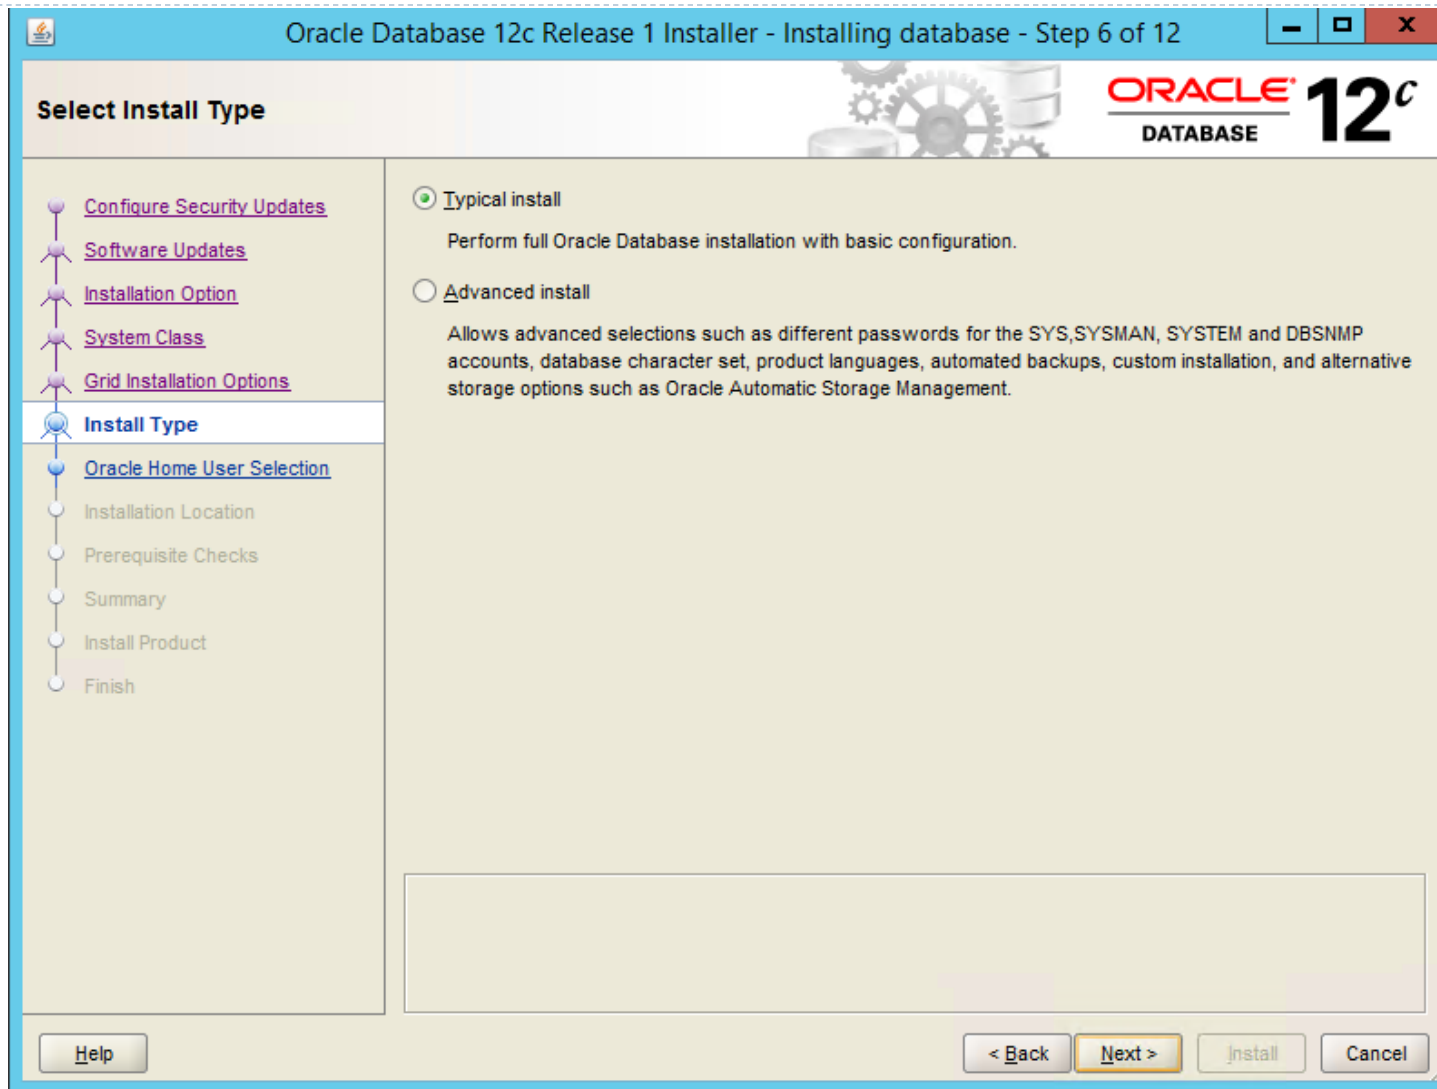 Oracle Database 12c Release 1 Installer - Installing database - Step 6 of 12
Select Install Type
ORACLE DATABASE 12c
Configure Security Updates
Software Updates
Installation Option
System Class
Grid Installation Options
Install Type
Oracle Home User Selection
Installation Location
Prerequisite Checks
Summary
Install Product
Finish
Typical install
Perform full Oracle Database installation with basic configuration.
Advanced install
Allows advanced selections such as different passwords for the SYS,SYSMAN, SYSTEM and DBSNMP
accounts, database character set, product languages, automated backups, custom installation, and alternative
storage options such as Oracle Automatic Storage Management.
Help
< Back
Next >
Install
Cancel